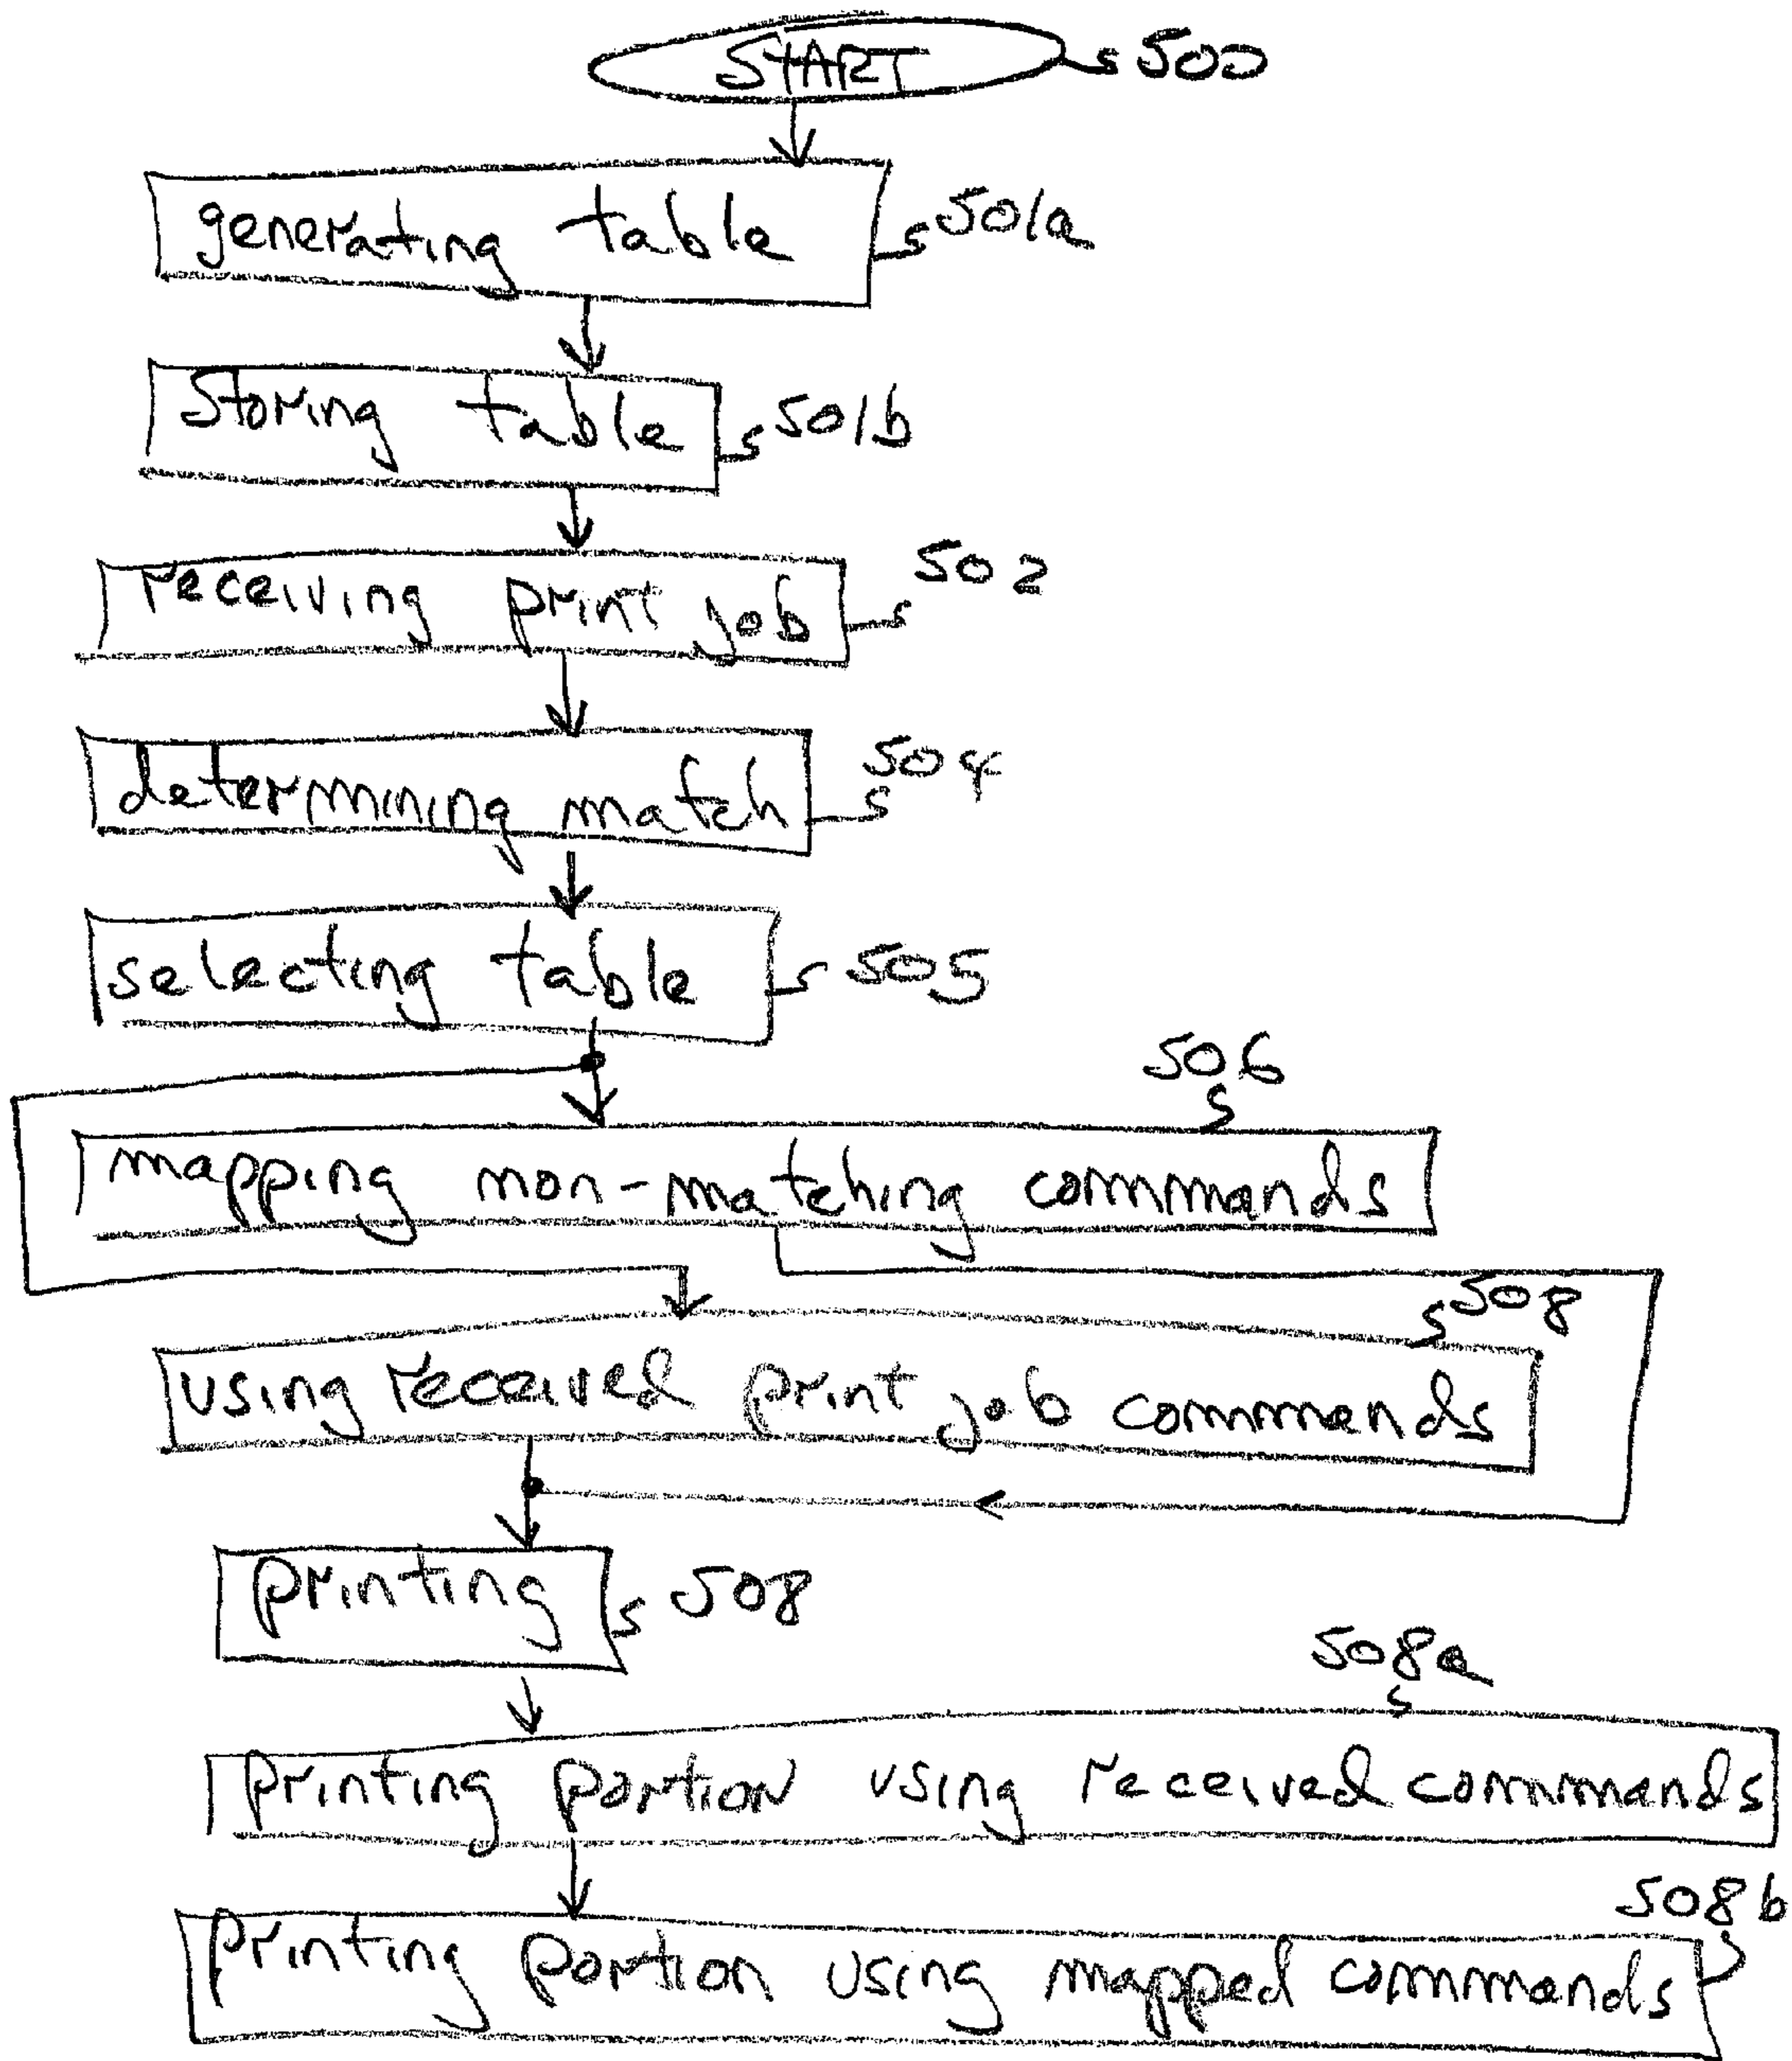 START 500
generating table 501a
Storing table 501b
receiving print job 502
determining match 504
selecting table 505
506
mapping non-matching commands
508
using received print job commands
printing 508
508a
printing portion using received commands
508b
printing portion using mapped commands